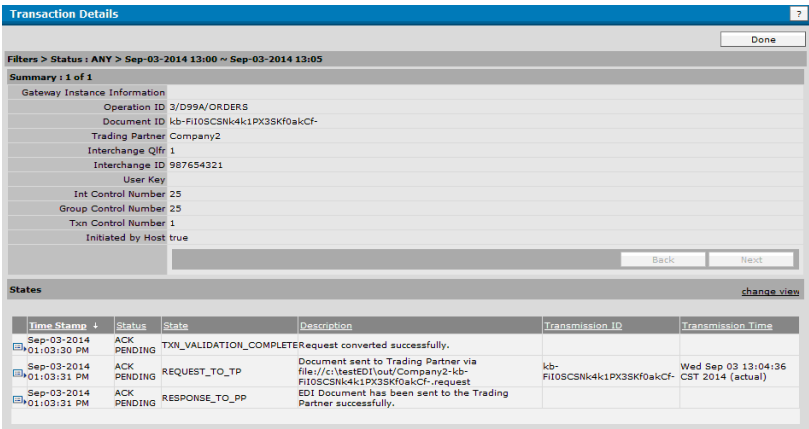 Transaction Details
?
Done
Filters > Status : ANY > Sep-03-2014 13:00 ~ Sep-03-2014 13:05
Summary : 1 of 1
Gateway Instance Information
Operation ID 3/D99A/ORDERS
Document ID kb-FiI0SCSNk4k1PX3SKf0akCf-
Trading Partner Company2
Interchange Qlfr 1
Interchange ID 987654321
User Key
Int Control Number 25
Group Control Number 25
Txn Control Number 1
Initiated by Host true
Back Next
States change view
Time Stamp ↓ Status State Description Transmission ID Transmission Time
Sep-03-2014 ACK
01:03:30 PM PENDING TXN_VALIDATION_COMPLETE Request converted successfully.
Sep-03-2014 ACK REQUEST_TO_TP Document sent to Trading Partner via kb- Wed Sep 03 13:04:36
01:03:31 PM PENDING file://c:\testEDI\out/Company2-kb- FiI0SCSNk4k1PX3SKf0akCf- CST 2014 (actual)
FiI0SCSNk4k1PX3SKf0akCf-.request
Sep-03-2014 ACK RESPONSE_TO_PP EDI Document has been sent to the Trading
01:03:31 PM PENDING Partner successfully.